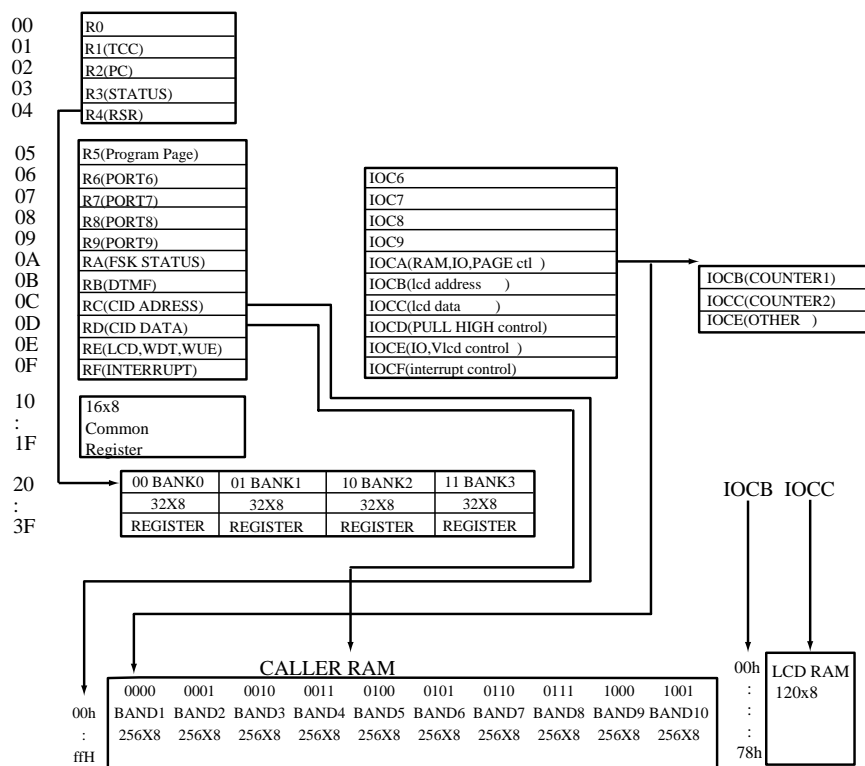 00 R0
01 R1(TCC)
02 R2(PC)
03 R3(STATUS)
04 R4(RSR)
05 R5(Program Page)
06 R6(PORT6)
07 R7(PORT7)
08 R8(PORT8)
09 R9(PORT9)
0A RA(FSK STATUS)
0B RB(DTMF)
0C RC(CID ADRESS)
0D RD(CID DATA)
0E RE(LCD,WDT,WUE)
0F RF(INTERRUPT)
IOC6
IOC7
IOC8
IOC9
IOCA(RAM,IO,PAGE ctl )
IOCB(lcd address )
IOCC(lcd data )
IOCD(PULL HIGH control)
IOCE(IO,Vlcd control )
IOCF(interrupt control)
IOCB(COUNTER1)
IOCC(COUNTER2)
IOCE(OTHER )
10 16x8
: Common
1F Register
20 00 BANK0 01 BANK1 10 BANK2 11 BANK3
: 32X8 32X8 32X8 32X8
3F REGISTER REGISTER REGISTER REGISTER
IOCB IOCC
CALLER RAM
0000 0001 0010 0011 0100 0101 0110 0111 1000 1001
00h BAND1 BAND2 BAND3 BAND4 BAND5 BAND6 BAND7 BAND8 BAND9 BAND10
: 256X8 256X8 256X8 256X8 256X8 256X8 256X8 256X8 256X8 256X8
ffH
00h LCD RAM
: 120x8
:
:
78h